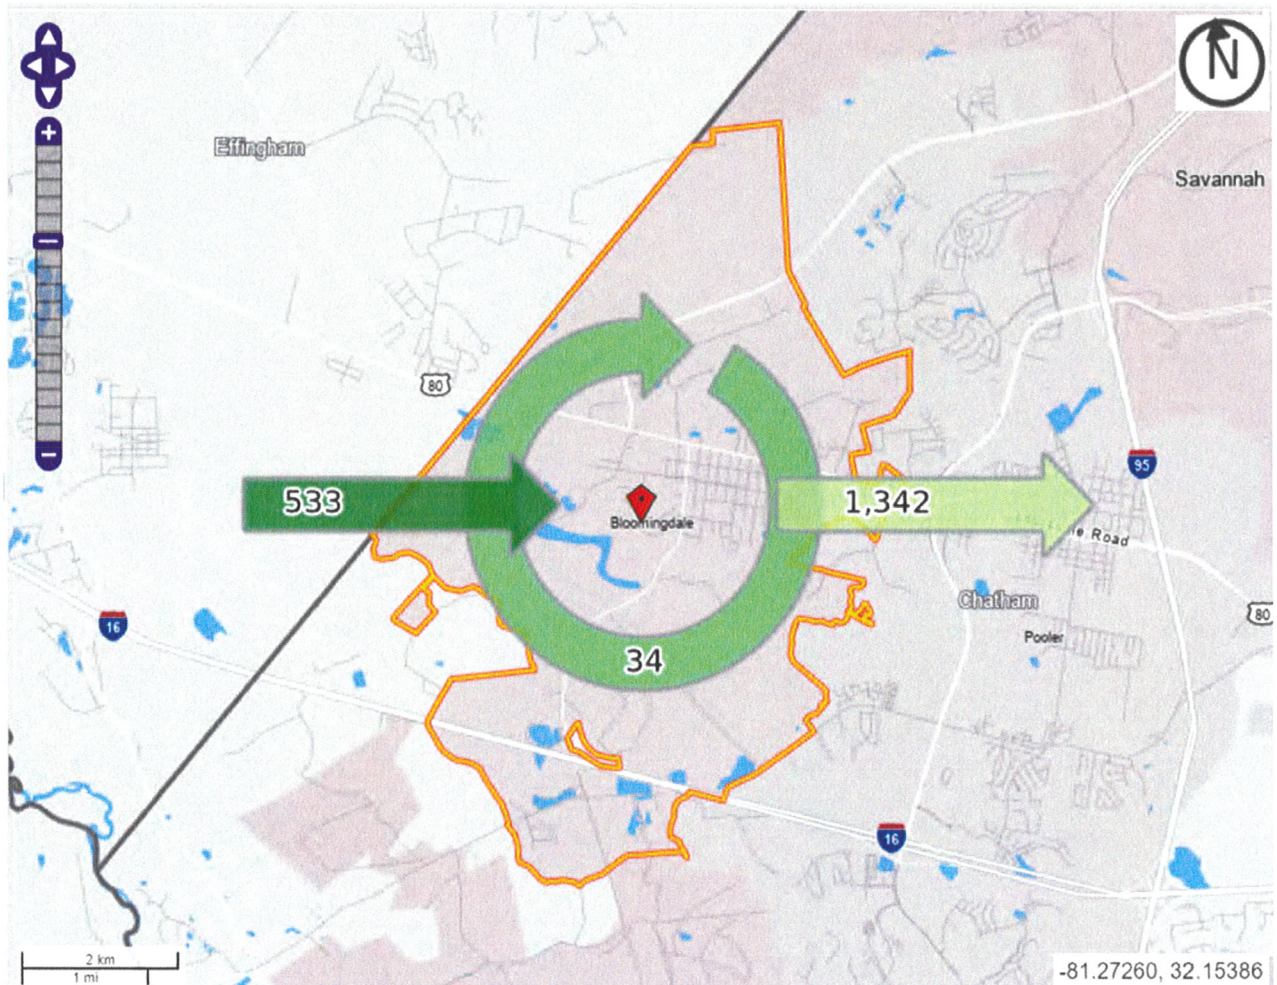 N
Effingham
Savannah
+
80
95
533
1,342
Bloomingdale
e Road
–
16
Chatham
80
Pooler
34
16
2 km
1 mi
-81.27260, 32.15386